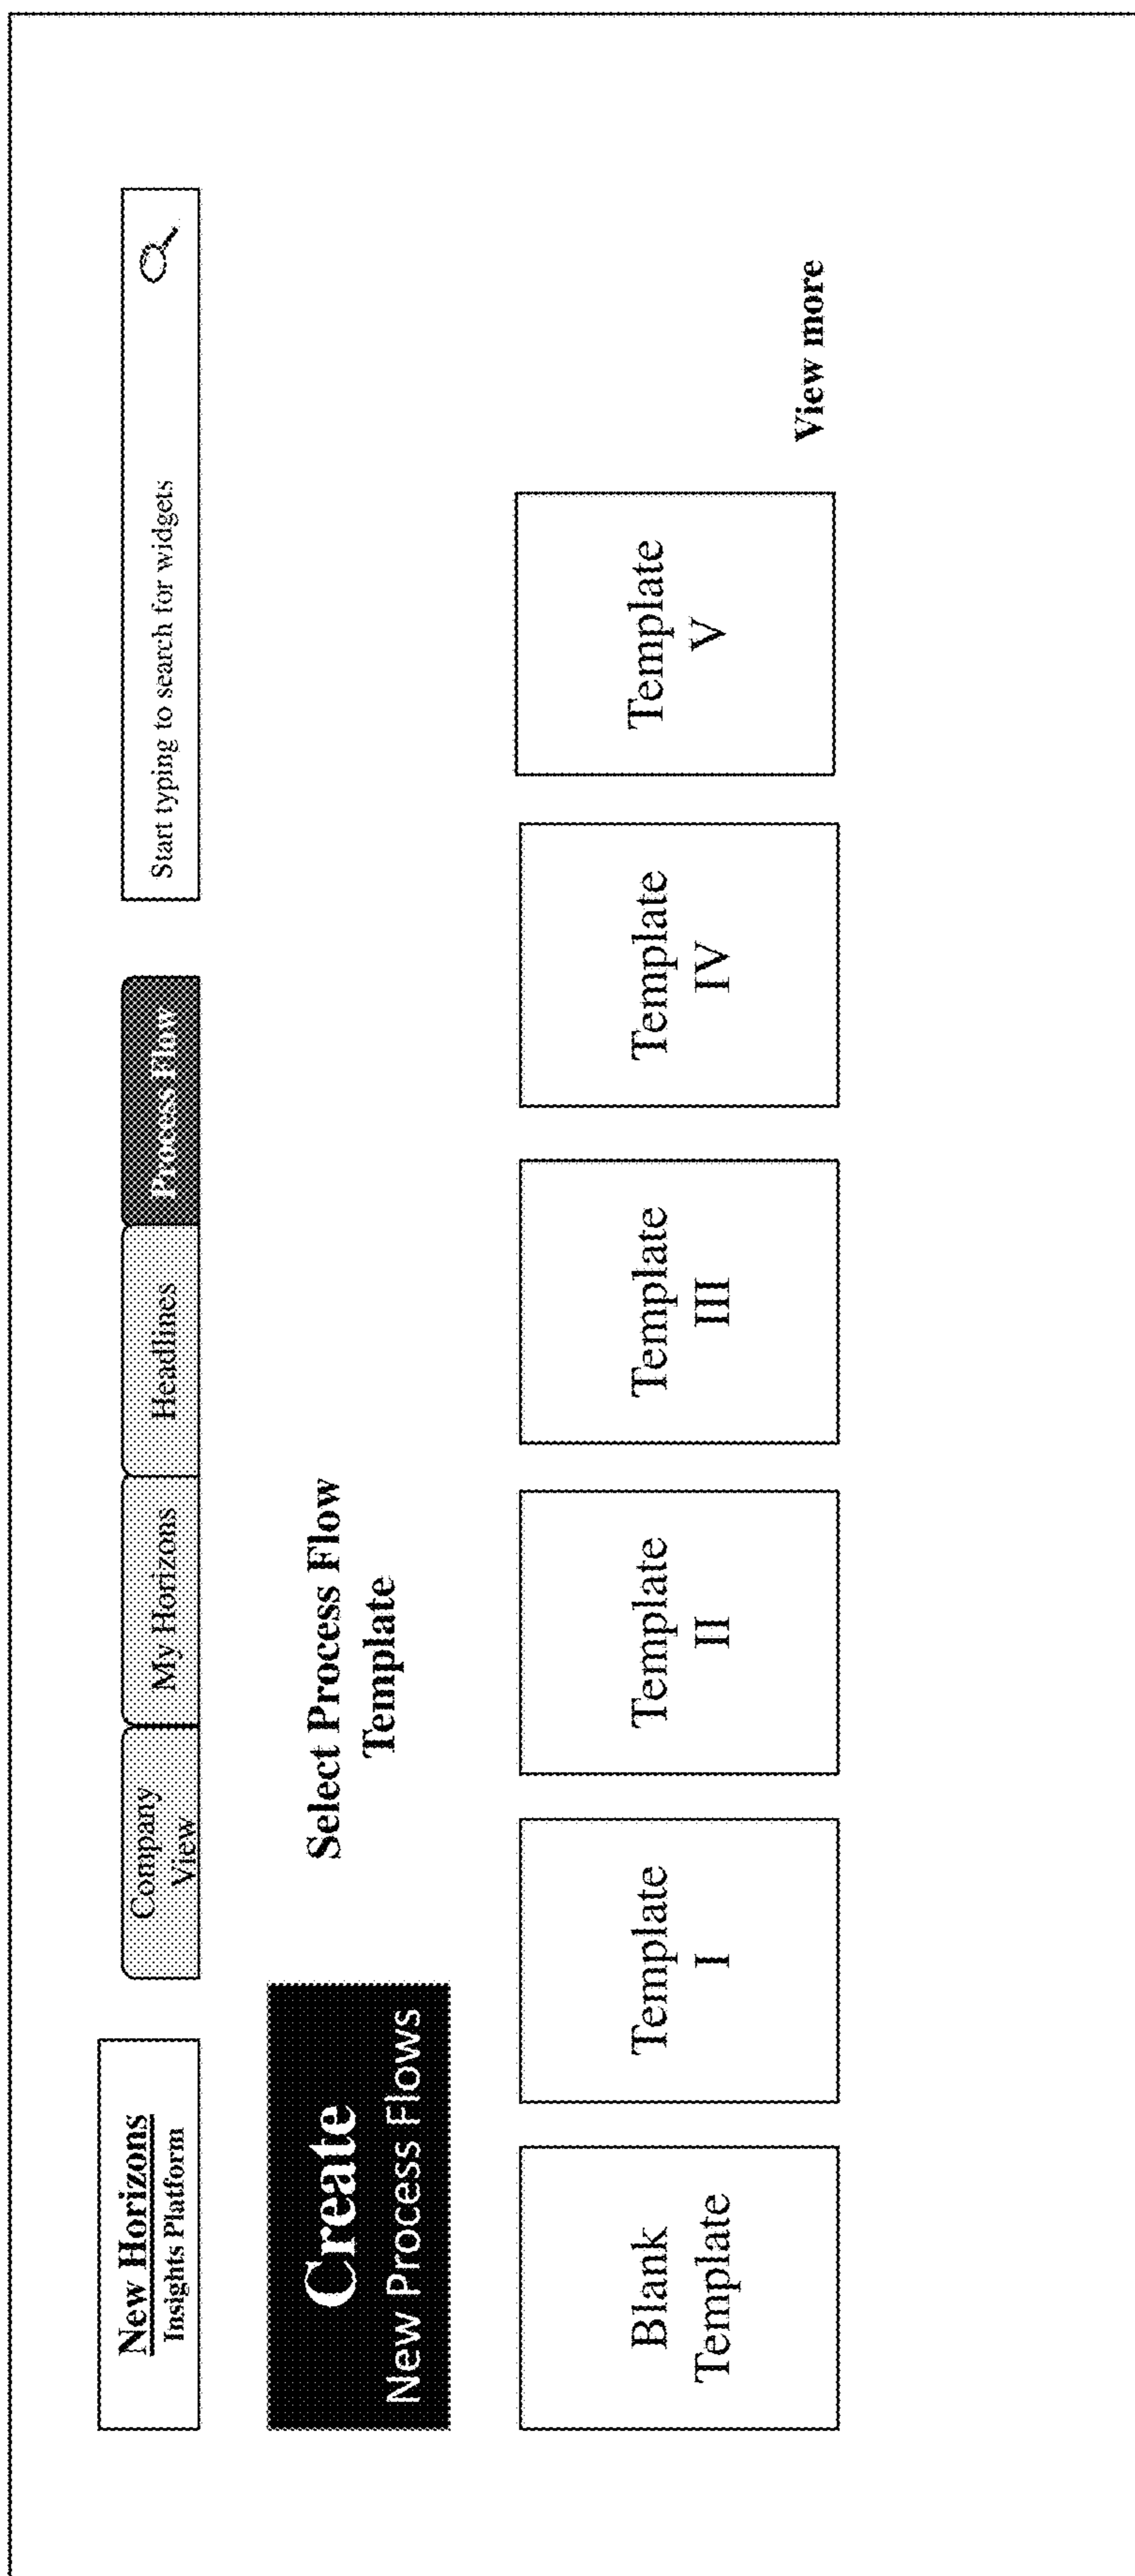 New Horizons
Insights Platform
Company
View
My Horizons
Headlines
Process Flow
Start typing to search for widgets
Create
New Process Flows
Select Process Flow
Template
Blank
Template
Template
I
Template
II
Template
III
Template
IV
Template
V
View more